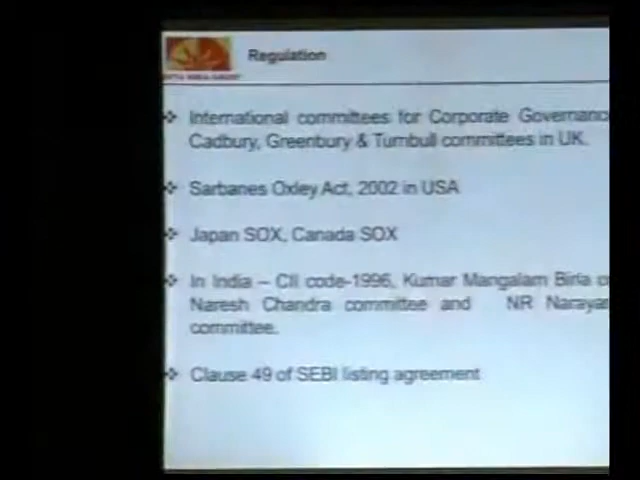 Regulation
International committees for Corporate Governanc
Cadbury, Greenbury & Turnbull committees in UK.
Sarbanes Oxley Act, 2002 in USA
Japan SOX, Canada SOX
In India – CII code-1996, Kumar Mangalam Birla c
Naresh Chandra committee and NR Naraya
committee.
Clause 49 of SEBI listing agreement